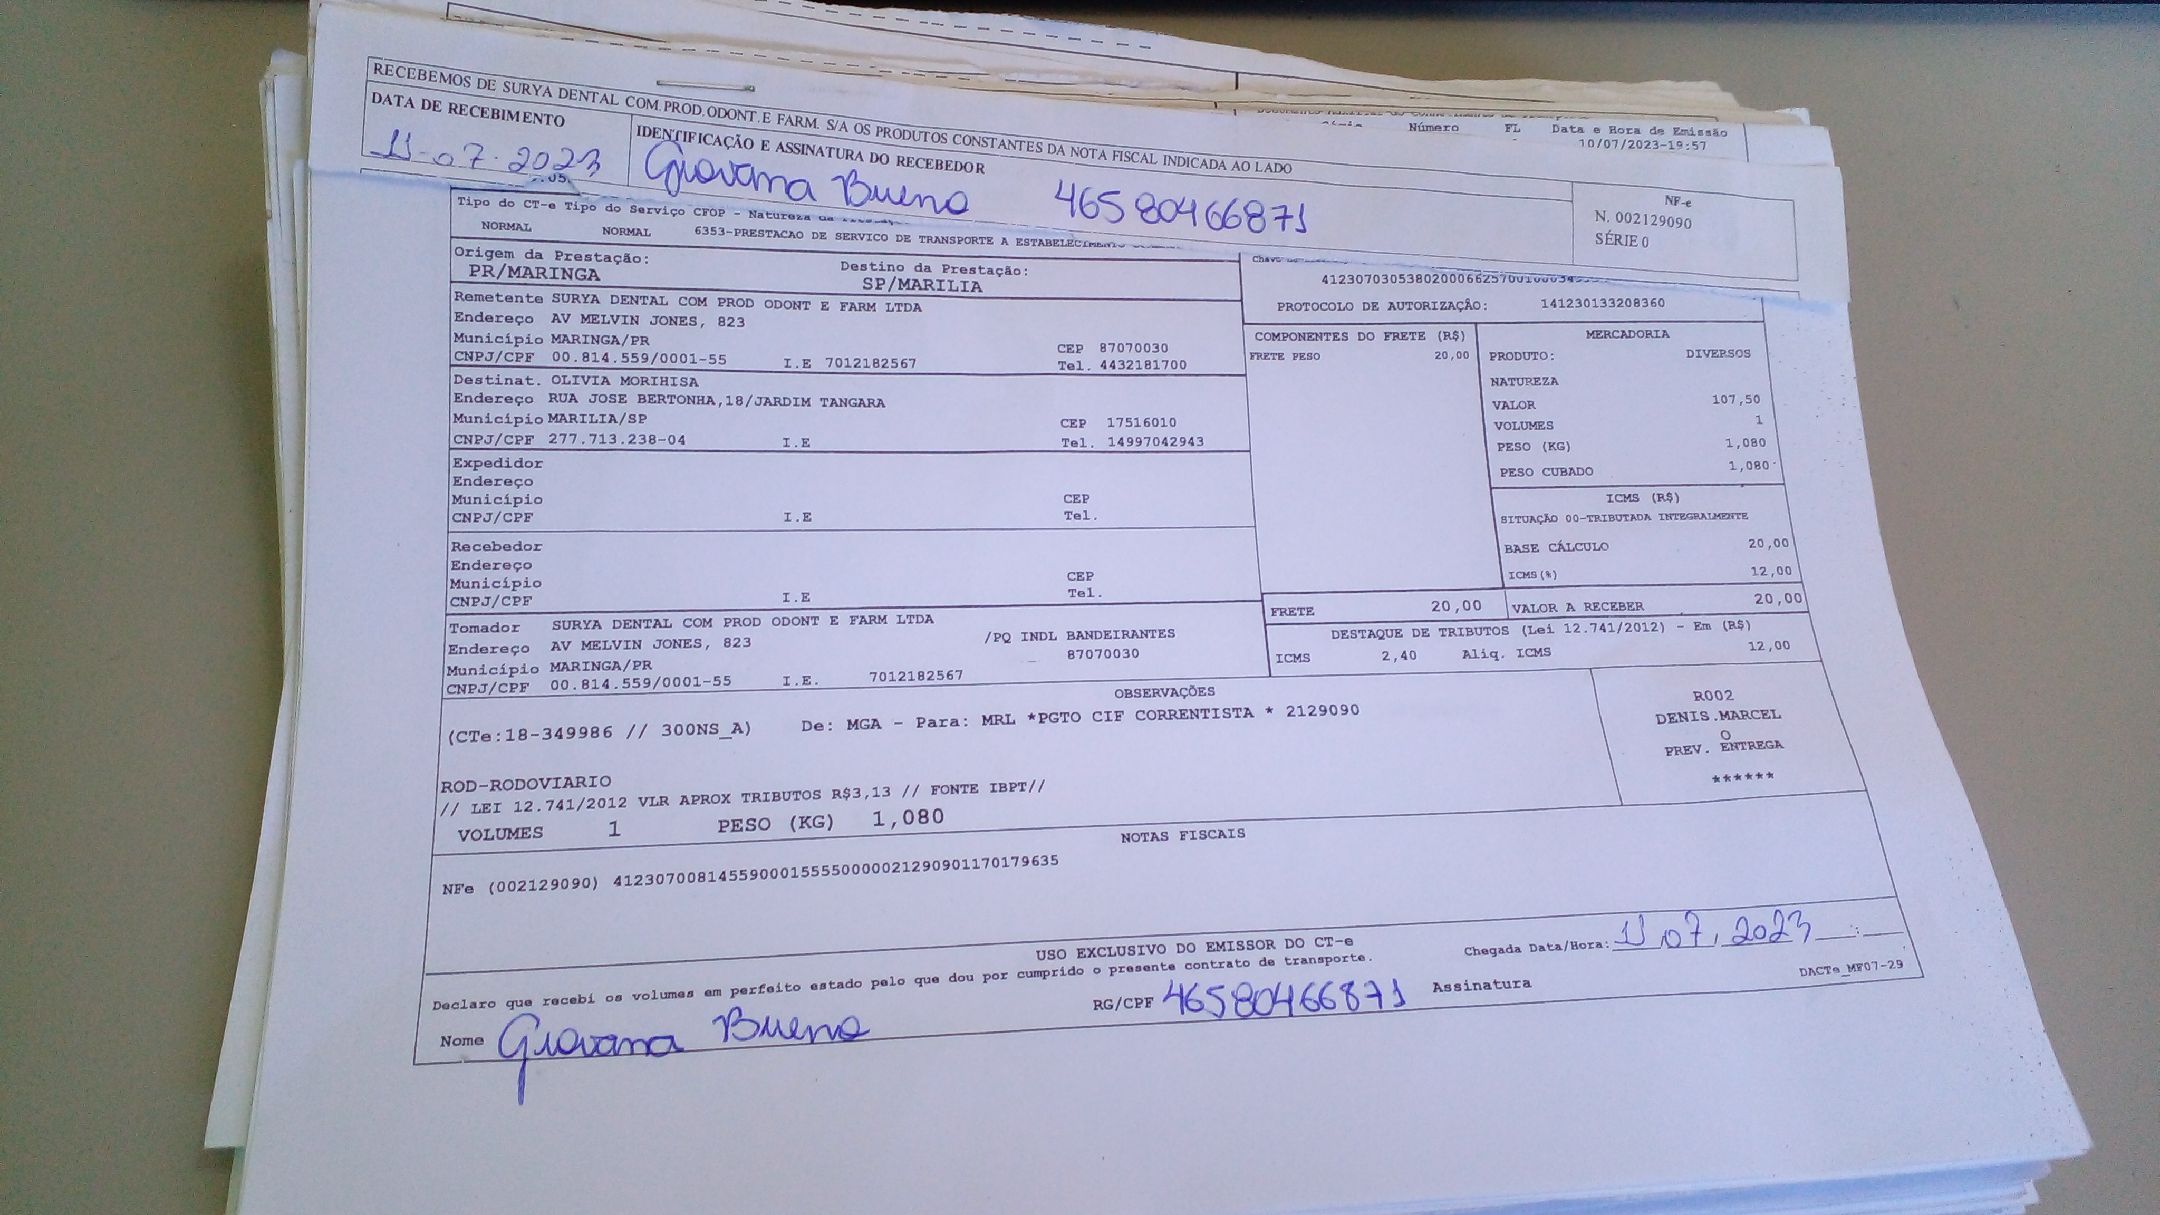 RECEBEMOS DE SURYA DENTAL COM.PROD.ODONT.E FARM. S/A OS PRODUTOS CONSTANTES DA NOTA FISCAL INDICADA AO LADO
DATA DE RECEBIMENTO
11-07-2023
IDENTIFICAÇÃO E ASSINATURA DO RECEBEDOR
Giovana Bueno 46580466871
NF-e
N. 002129090
SÉRIE 0
Número FL Data e Hora de Emissão
10/07/2023-19:57
Tipo do CT-e Tipo do Serviço CFOP - Natureza
NORMAL NORMAL 6353-PRESTACAO DE SERVICO DE TRANSPORTE A ESTABELECIMENTO
Origem da Prestação: Destino da Prestação:
PR/MARINGA SP/MARILIA
PROTOCOLO DE AUTORIZAÇÃO: 141230133208360
Remetente SURYA DENTAL COM PROD ODONT E FARM LTDA
Endereço AV MELVIN JONES, 823
Município MARINGA/PR CEP 87070030
CNPJ/CPF 00.814.559/0001-55 I.E 7012182567 Tel. 4432181700
Destinat. OLIVIA MORIHISA
Endereço RUA JOSE BERTONHA,18/JARDIM TANGARA
Município MARILIA/SP CEP 17516010
CNPJ/CPF 277.713.238-04 I.E Tel. 14997042943
Expedidor
Endereço
Município CEP
CNPJ/CPF I.E Tel.
Recebedor
Endereço
Município CEP
CNPJ/CPF I.E Tel.
Tomador SURYA DENTAL COM PROD ODONT E FARM LTDA
Endereço AV MELVIN JONES, 823 /PQ INDL BANDEIRANTES
Município MARINGA/PR 87070030
CNPJ/CPF 00.814.559/0001-55 I.E. 7012182567
COMPONENTES DO FRETE (R$)
FRETE PESO 20,00
MERCADORIA
PRODUTO: DIVERSOS
NATUREZA
VALOR 107,50
VOLUMES 1
PESO (KG) 1,080
PESO CUBADO 1,080
ICMS (R$)
SITUAÇÃO 00-TRIBUTADA INTEGRALMENTE
BASE CÁLCULO 20,00
ICMS(%) 12,00
FRETE 20,00 VALOR A RECEBER 20,00
DESTAQUE DE TRIBUTOS (Lei 12.741/2012) - Em (R$)
ICMS 2,40 Aliq. ICMS 12,00
OBSERVAÇÕES
(CTe:18-349986 // 300NS_A) De: MGA - Para: MRL *PGTO CIF CORRENTISTA * 2129090
R002
DENIS.MARCEL
O
PREV. ENTREGA
******
ROD-RODOVIARIO
// LEI 12.741/2012 VLR APROX TRIBUTOS R$3,13 // FONTE IBPT//
VOLUMES 1 PESO (KG) 1,080
NOTAS FISCAIS
NFe (002129090) 41230700814559000155550000021290901170179635
USO EXCLUSIVO DO EMISSOR DO CT-e
Declaro que recebi os volumes em perfeito estado pelo que dou por cumprido o presente contrato de transporte.
Chegada Data/Hora: 11 07, 2023
Nome Giovana Bueno RG/CPF 46580466871 Assinatura
DACTe_MF07-29